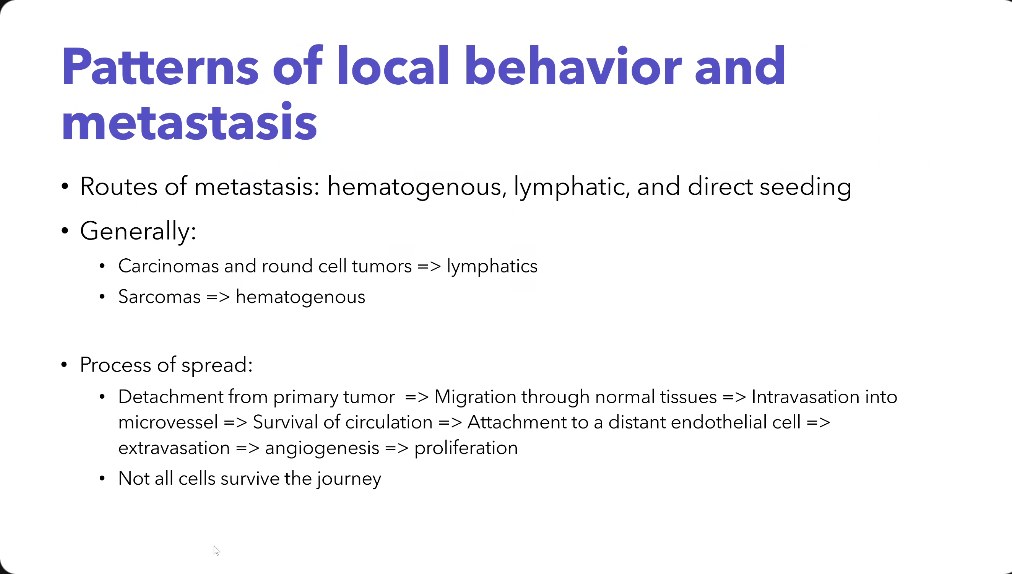 Patterns of local behavior and
metastasis
• Routes of metastasis: hematogenous, lymphatic, and direct seeding
• Generally:
• Carcinomas and round cell tumors => lymphatics
• Sarcomas => hematogenous
• Process of spread:
• Detachment from primary tumor => Migration through normal tissues => Intravasation into
microvessel => Survival of circulation => Attachment to a distant endothelial cell =>
extravasation => angiogenesis => proliferation
• Not all cells survive the journey